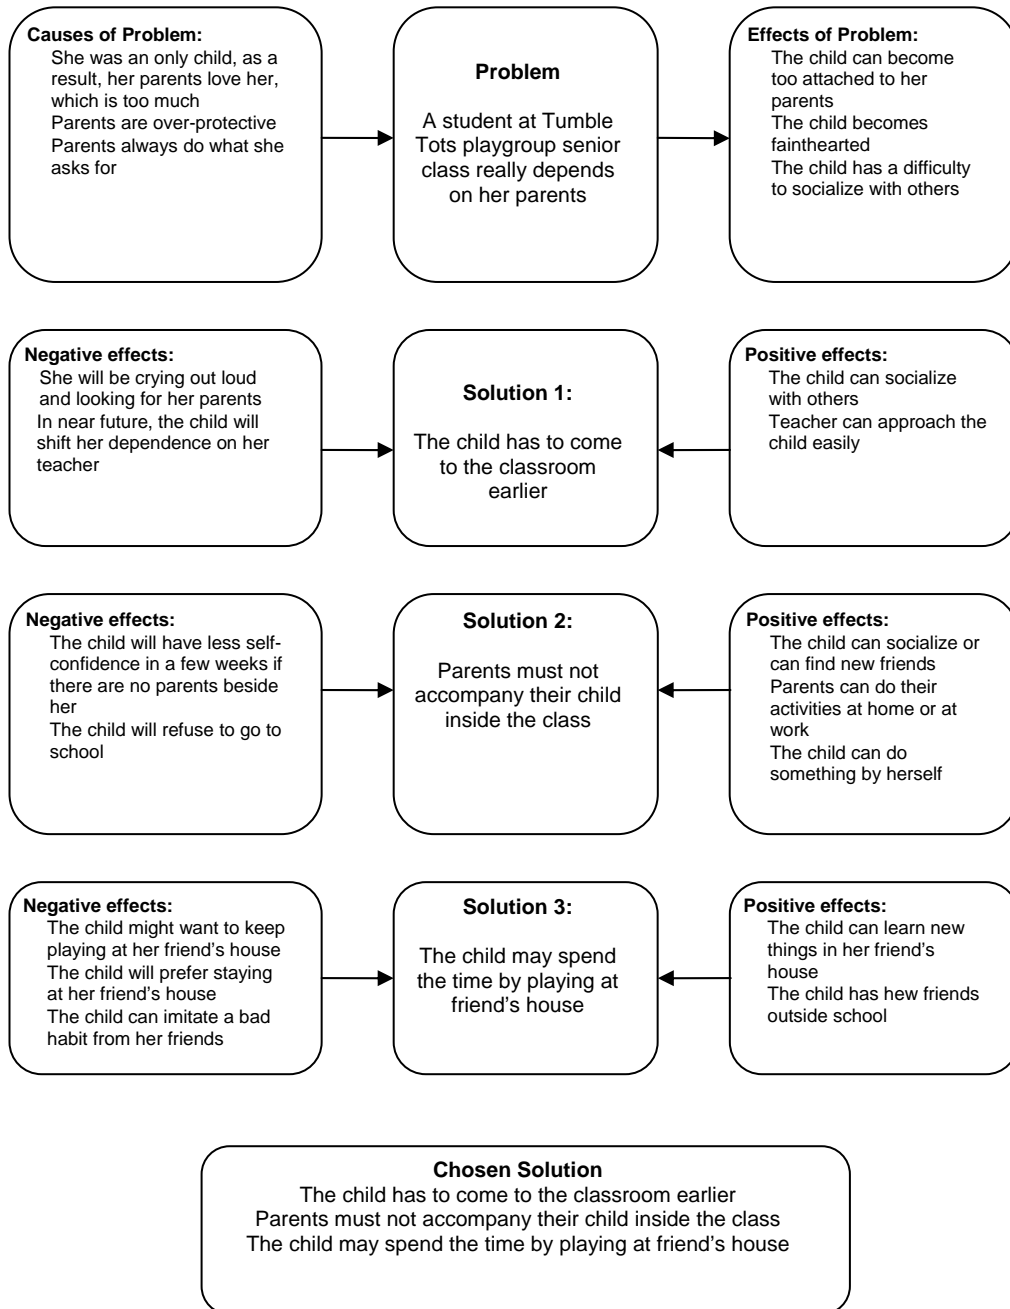 Causes of Problem:
She was an only child, as a
result, her parents love her,
which is too much
Parents are over-protective
Parents always do what she
asks for
Problem
A student at Tumble
Tots playgroup senior
class really depends
on her parents
Effects of Problem:
The child can become
too attached to her
parents
The child becomes
fainthearted
The child has a difficulty
to socialize with others
Negative effects:
She will be crying out loud
and looking for her parents
In near future, the child will
shift her dependence on her
teacher
Solution 1:
The child has to come
to the classroom
earlier
Positive effects:
The child can socialize
with others
Teacher can approach the
child easily
Negative effects:
The child will have less self-
confidence in a few weeks if
there are no parents beside
her
The child will refuse to go to
school
Solution 2:
Parents must not
accompany their child
inside the class
Positive effects:
The child can socialize or
can find new friends
Parents can do their
activities at home or at
work
The child can do
something by herself
Negative effects:
The child might want to keep
playing at her friend's house
The child will prefer staying
at her friend's house
The child can imitate a bad
habit from her friends
Solution 3:
The child may spend
the time by playing at
friend's house
Positive effects:
The child can learn new
things in her friend's
house
The child has hew friends
outside school
Chosen Solution
The child has to come to the classroom earlier
Parents must not accompany their child inside the class
The child may spend the time by playing at friend's house